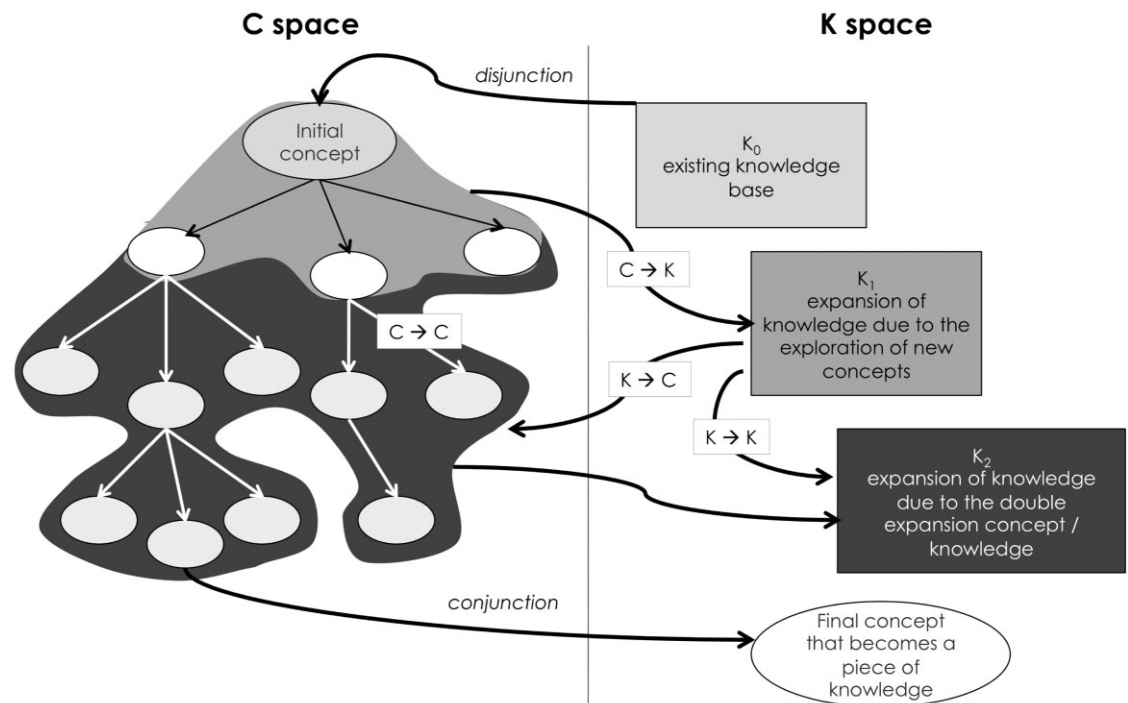 C space
K space
disjunction
Initial
concept
K₀
existing knowledge
base
C → K
K₁
expansion of
knowledge due to the
exploration of new
concepts
C → C
K → C
K → K
K₂
expansion of knowledge
due to the double
expansion concept /
knowledge
conjunction
Final concept
that becomes a
piece of
knowledge